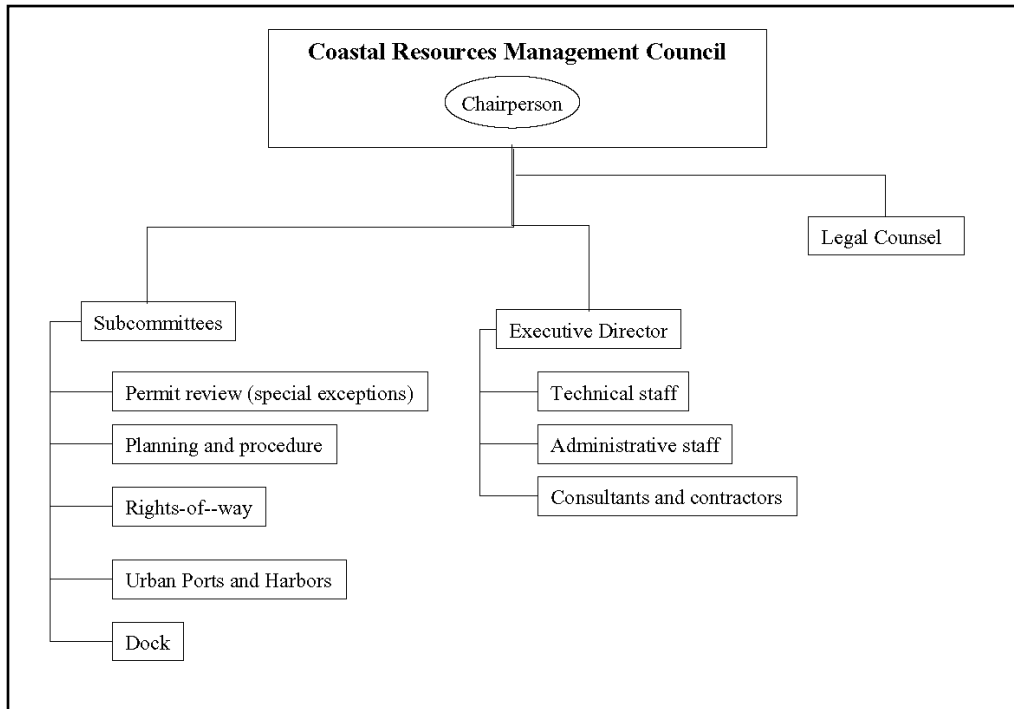 Coastal Resources Management Council
Chairperson
Legal Counsel
Subcommittees
Permit review (special exceptions)
Planning and procedure
Rights-of--way
Urban Ports and Harbors
Dock
Executive Director
Technical staff
Administrative staff
Consultants and contractors